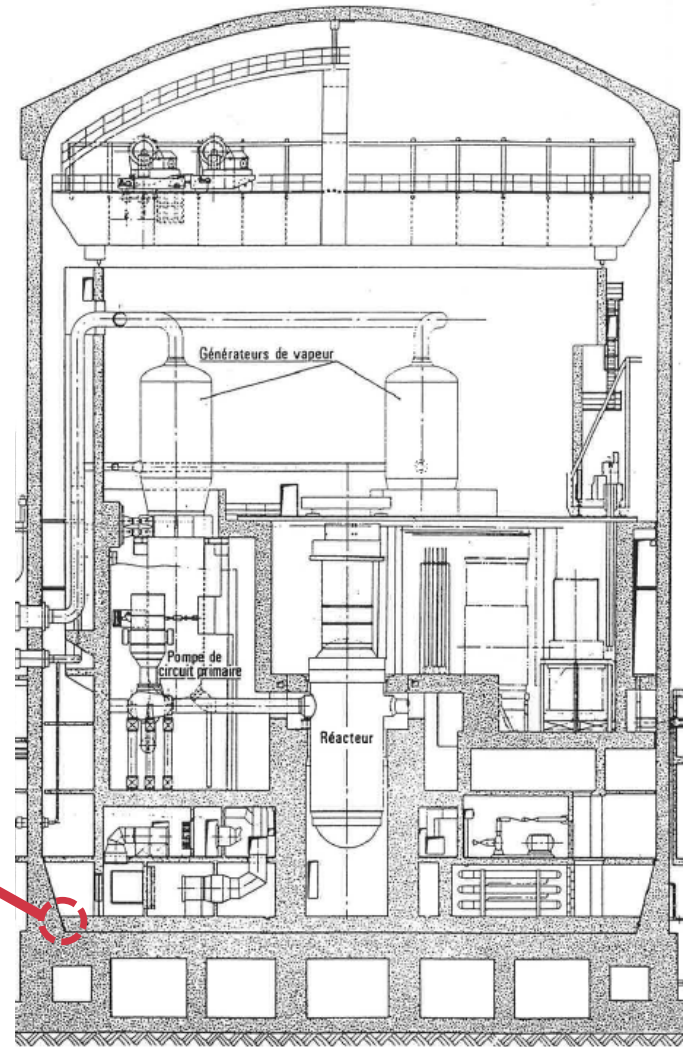 Générateurs de vapeur
Pompe de
circuit primaire
Réacteur